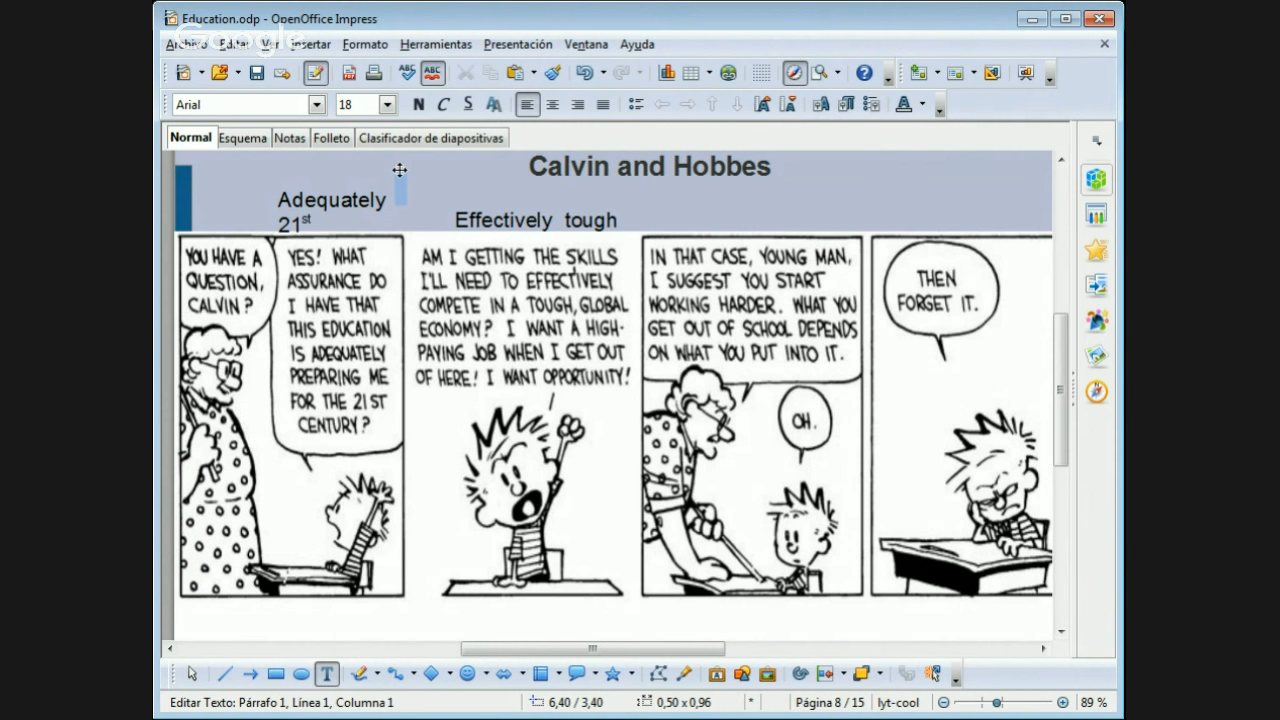 Education.odp - OpenOffice Impress
Google
Archivo Editar Ver Insertar Formato Herramientas Presentación Ventana Ayuda
Arial 18 N C S
Normal Esquema Notas Folleto Clasificador de diapositivas
Calvin and Hobbes
Adequately
21st
Effectively tough
YOU HAVE A
QUESTION,
CALVIN?
YES! WHAT
ASSURANCE DO
I HAVE THAT
THIS EDUCATION
IS ADEQUATELY
PREPARING ME
FOR THE 21ST
CENTURY?
AM I GETTING THE SKILLS
I'LL NEED TO EFFECTIVELY
COMPETE IN A TOUGH, GLOBAL
ECONOMY? I WANT A HIGH-
PAYING JOB WHEN I GET OUT
OF HERE! I WANT OPPORTUNITY!
IN THAT CASE, YOUNG MAN,
I SUGGEST YOU START
WORKING HARDER. WHAT YOU
GET OUT OF SCHOOL DEPENDS
ON WHAT YOU PUT INTO IT.
OH.
THEN
FORGET IT.
Editar Texto: Párrafo 1, Línea 1, Columna 1 6,40 / 3,40 0,50 x 0,96 * Página 8 / 15 lyt-cool 89 %